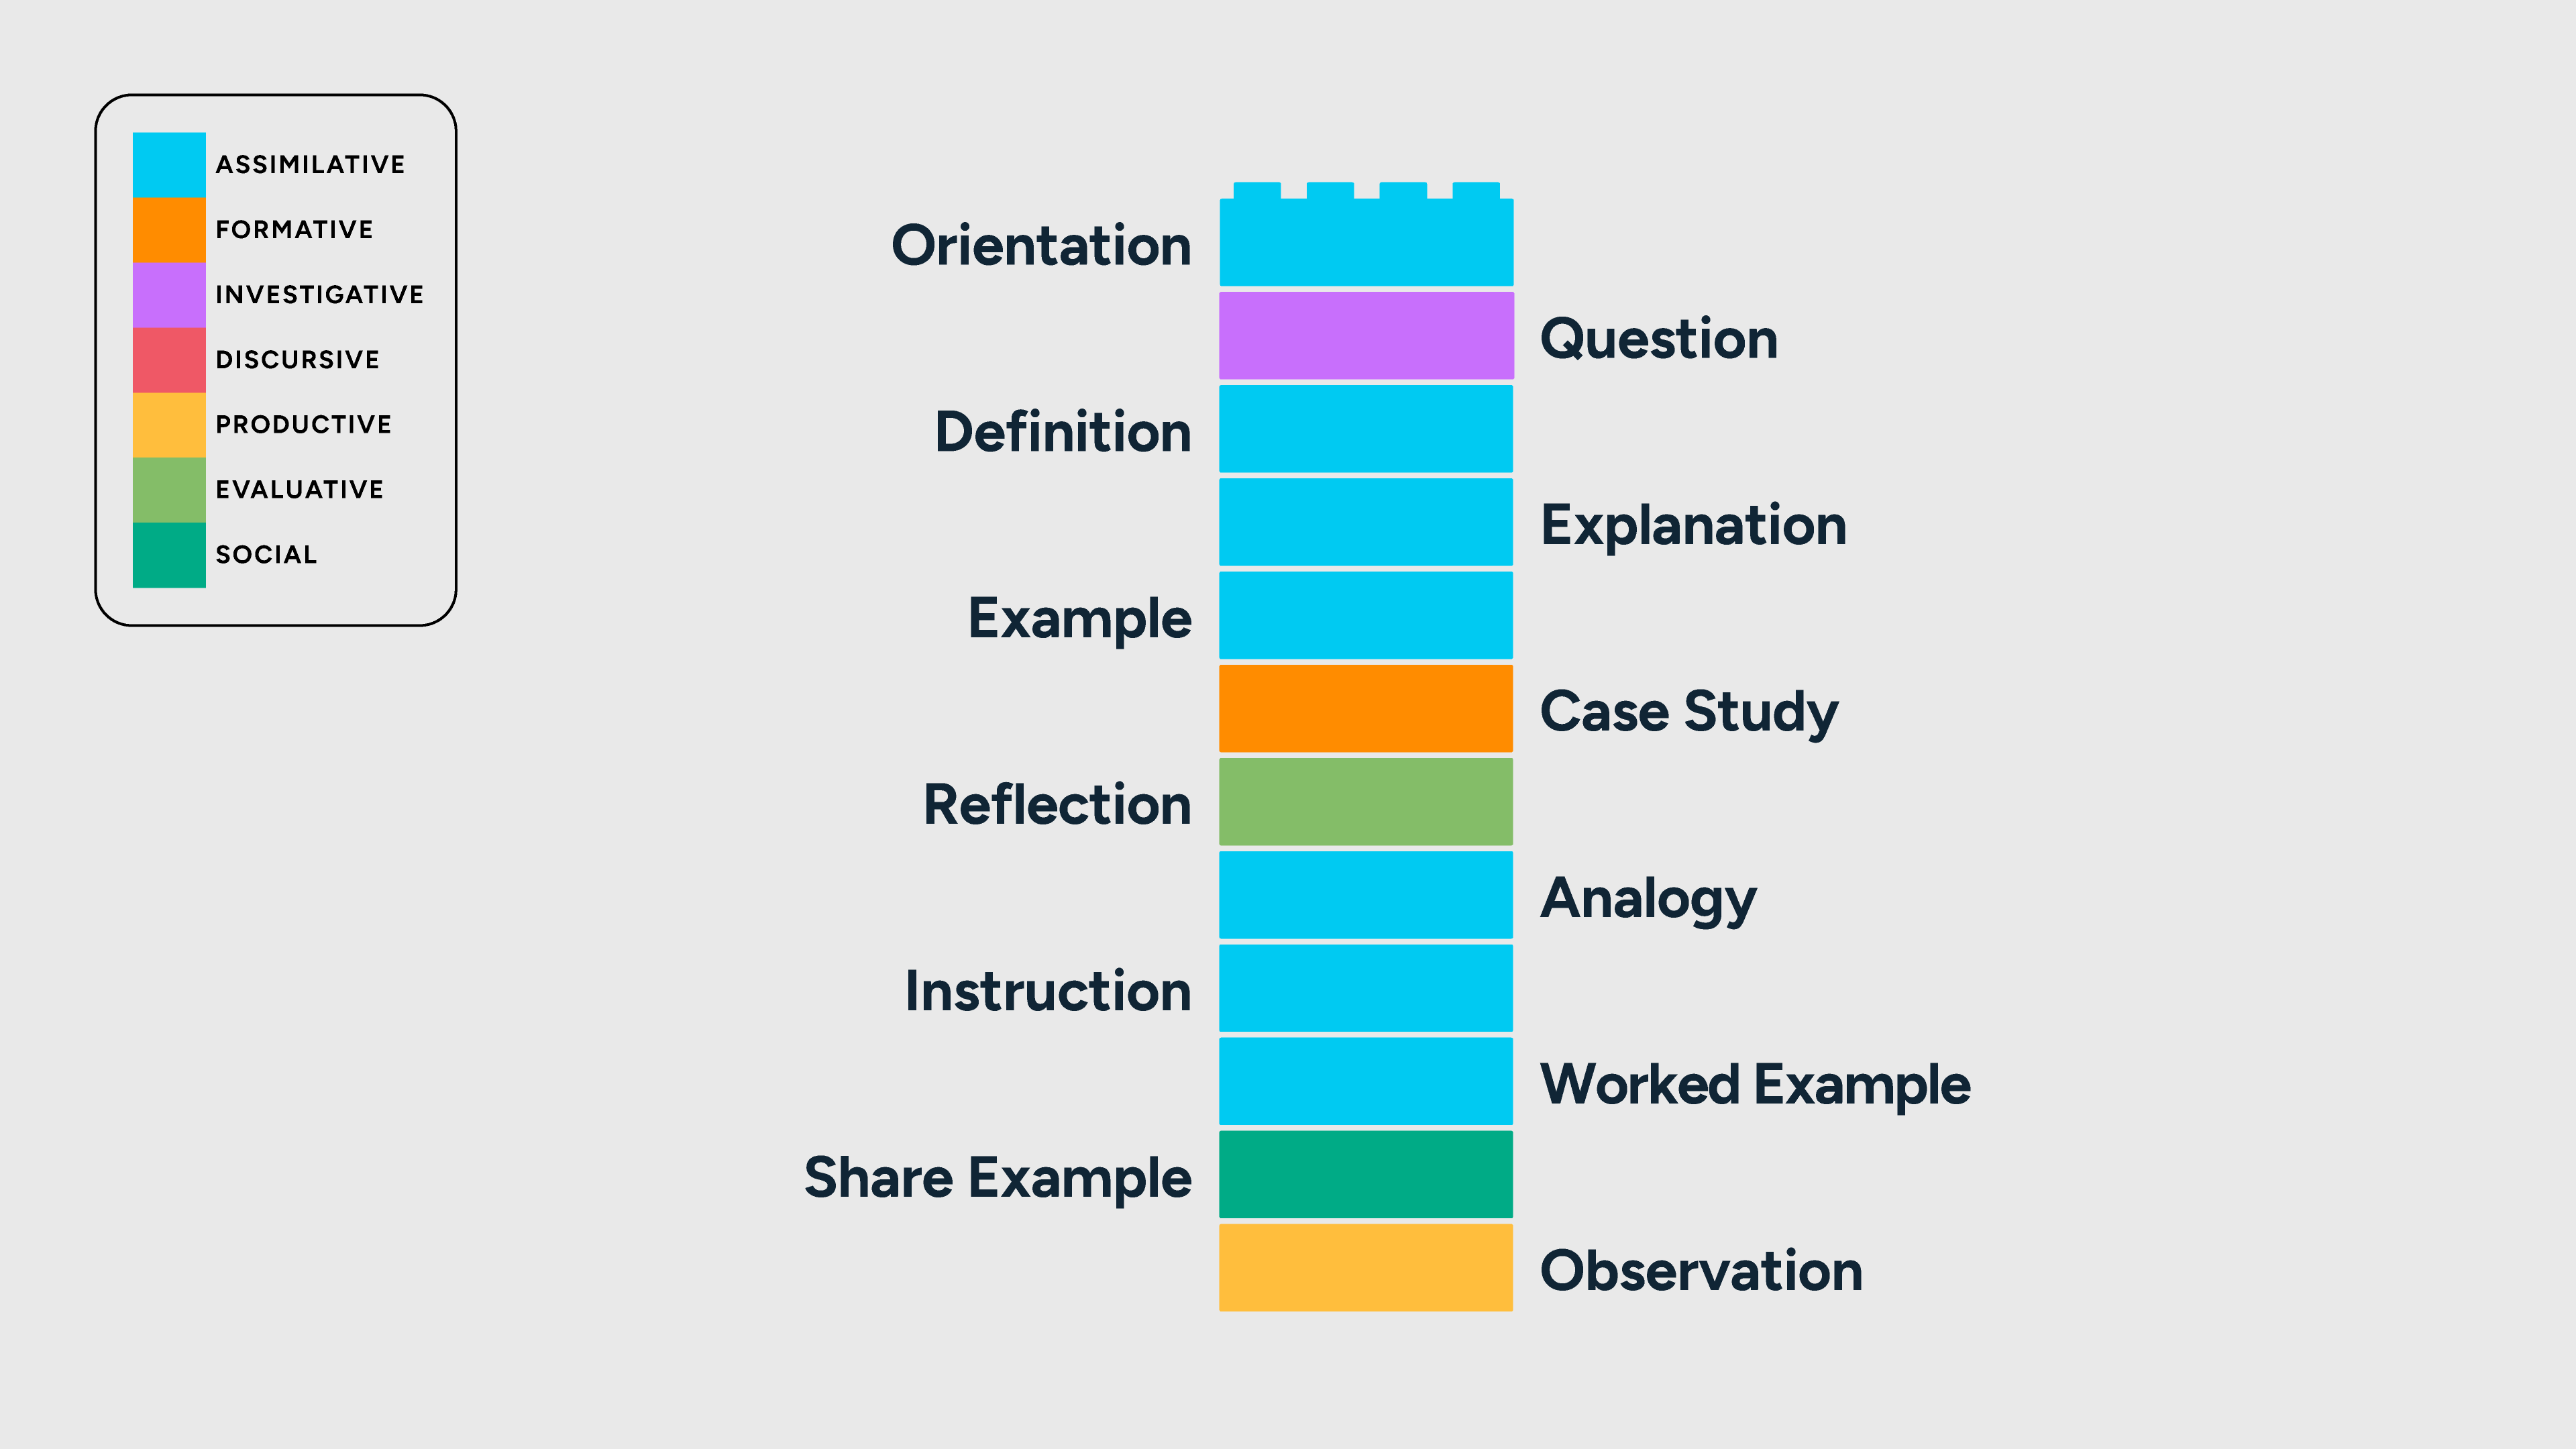 ASSIMILATIVE
FORMATIVE
INVESTIGATIVE
DISCURSIVE
PRODUCTIVE
EVALUATIVE
SOCIAL
Orientation
Question
Definition
Explanation
Example
Case Study
Reflection
Analogy
Instruction
Worked Example
Share Example
Observation